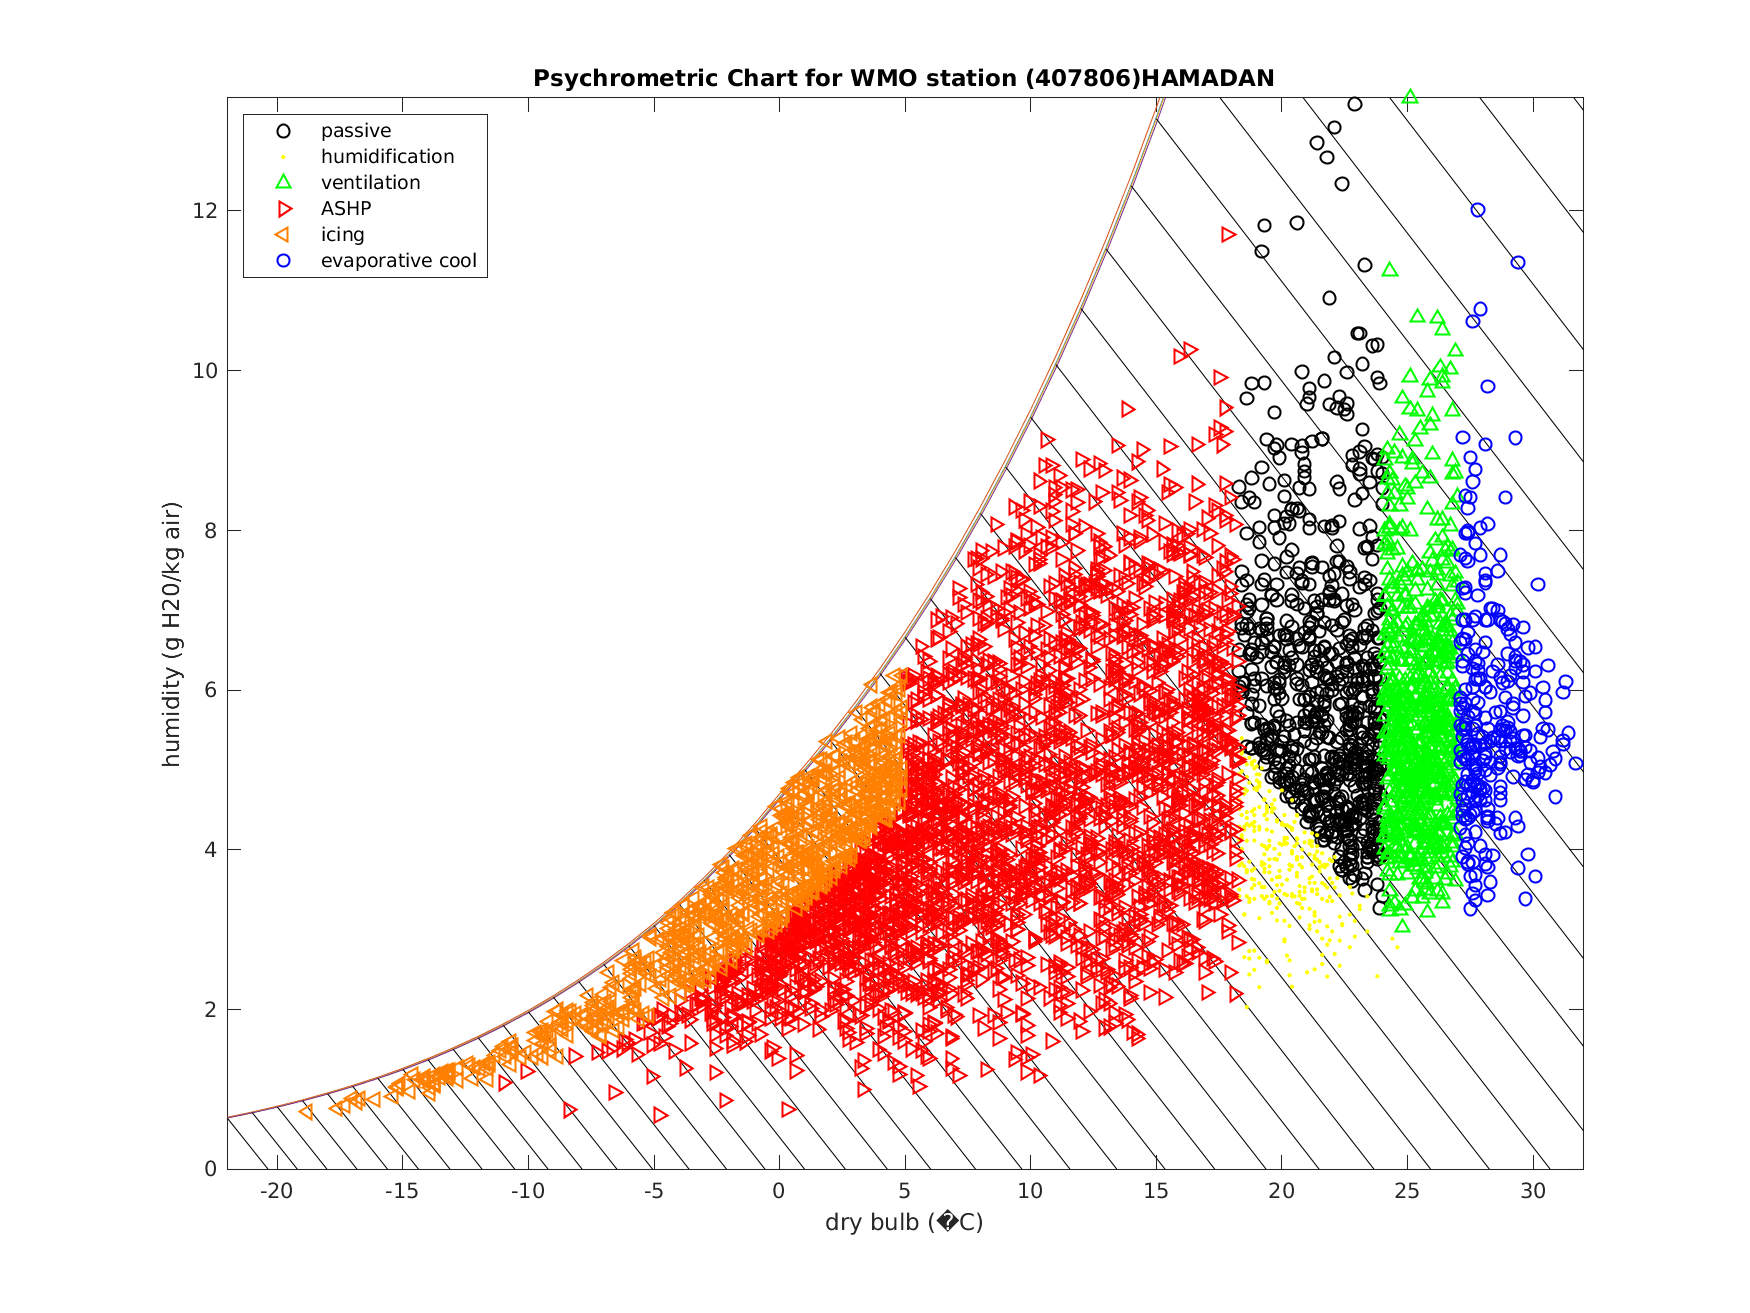 Psychrometric Chart for WMO station (407806)HAMADAN
passive
humidification
ventilation
ASHP
icing
evaporative cool
humidity (g H20/kg air)
12
10
8
6
4
2
0
-20 -15 -10 -5 0 5 10 15 20 25 30
dry bulb (�C)